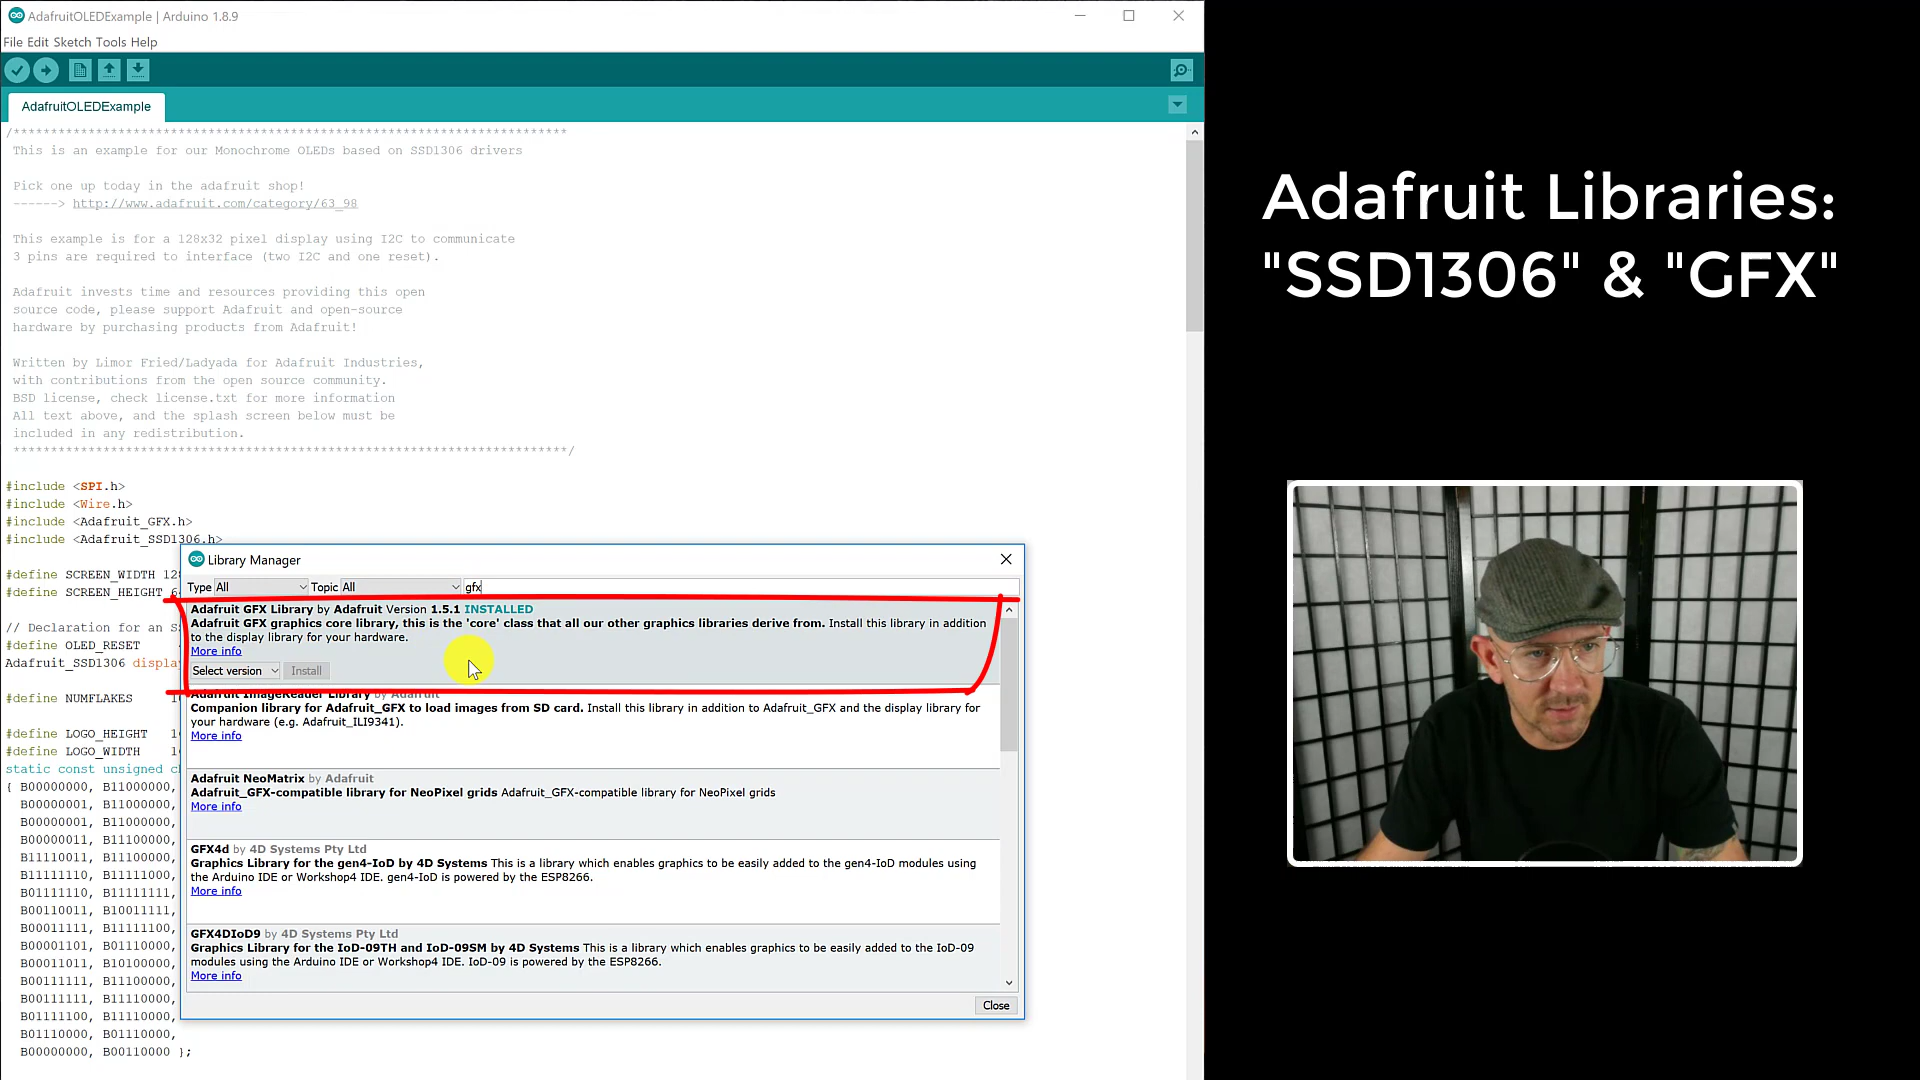 AdafruitOLEDExample | Arduino 1.8.9
File Edit Sketch Tools Help
AdafruitOLEDExample
/**************************************************************************
This is an example for our Monochrome OLEDs based on SSD1306 drivers
Pick one up today in the adafruit shop!
------> http://www.adafruit.com/category/63_98
This example is for a 128x32 pixel display using I2C to communicate
3 pins are required to interface (two I2C and one reset).
Adafruit invests time and resources providing this open
source code, please support Adafruit and open-source
hardware by purchasing products from Adafruit!
Written by Limor Fried/Ladyada for Adafruit Industries,
with contributions from the open source community.
BSD license, check license.txt for more information
All text above, and the splash screen below must be
included in any redistribution.
**************************************************************************/
#include <SPI.h>
#include <Wire.h>
#include <Adafruit_GFX.h>
#include <Adafruit_SSD1306.h>
#define SCREEN_WIDTH 128
#define SCREEN_HEIGHT 6
// Declaration for an S
#define OLED_RESET
Adafruit_SSD1306 display
#define NUMFLAKES
#define LOGO_HEIGHT
#define LOGO_WIDTH
static const unsigned c
{ B00000000, B11000000,
B00000001, B11000000,
B00000001, B11000000,
B00000011, B11100000,
B11110011, B11100000,
B11111110, B11111000,
B01111110, B11111111,
B00110011, B10011111,
B00011111, B11111100,
B00001101, B01110000,
B00011011, B10100000,
B00111111, B11100000,
B00111111, B11110000,
B01111100, B11110000,
B01110000, B01110000,
B00000000, B00110000 };
Library Manager
Type All Topic All gfx
Adafruit GFX Library by Adafruit Version 1.5.1 INSTALLED
Adafruit GFX graphics core library, this is the 'core' class that all our other graphics libraries derive from. Install this library in addition
to the display library for your hardware.
More info
Select version Install
Adafruit ImageReader Library by Adafruit
Companion library for Adafruit_GFX to load images from SD card. Install this library in addition to Adafruit_GFX and the display library for
your hardware (e.g. Adafruit_ILI9341).
More info
Adafruit NeoMatrix by Adafruit
Adafruit_GFX-compatible library for NeoPixel grids Adafruit_GFX-compatible library for NeoPixel grids
More info
GFX4d by 4D Systems Pty Ltd
Graphics Library for the gen4-IoD by 4D Systems This is a library which enables graphics to be easily added to the gen4-IoD modules using
the Arduino IDE or Workshop4 IDE. gen4-IoD is powered by the ESP8266.
More info
GFX4DIoD9 by 4D Systems Pty Ltd
Graphics Library for the IoD-09TH and IoD-09SM by 4D Systems This is a library which enables graphics to be easily added to the IoD-09
modules using the Arduino IDE or Workshop4 IDE. IoD-09 is powered by the ESP8266.
More info
Close
Adafruit Libraries:
"SSD1306" & "GFX"